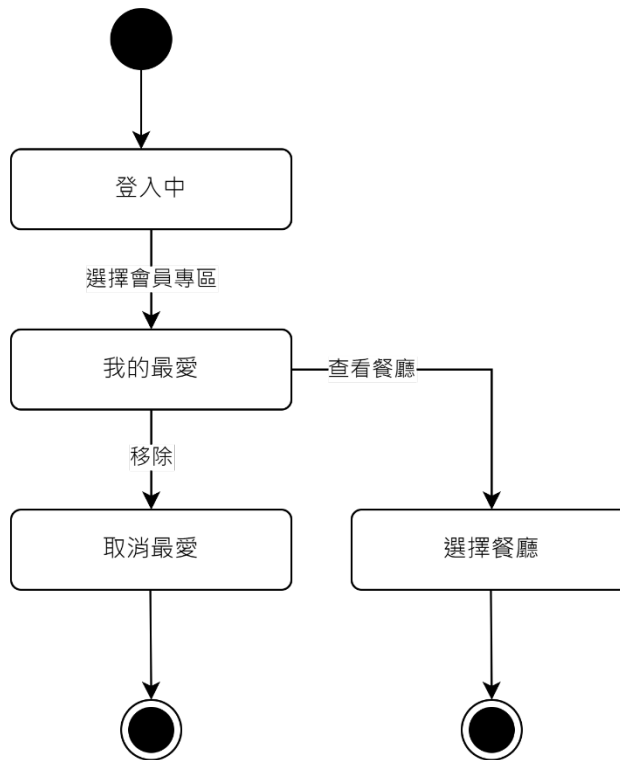 登入中
選擇會員專區
我的最愛
查看餐廳
移除
取消最愛
選擇餐廳